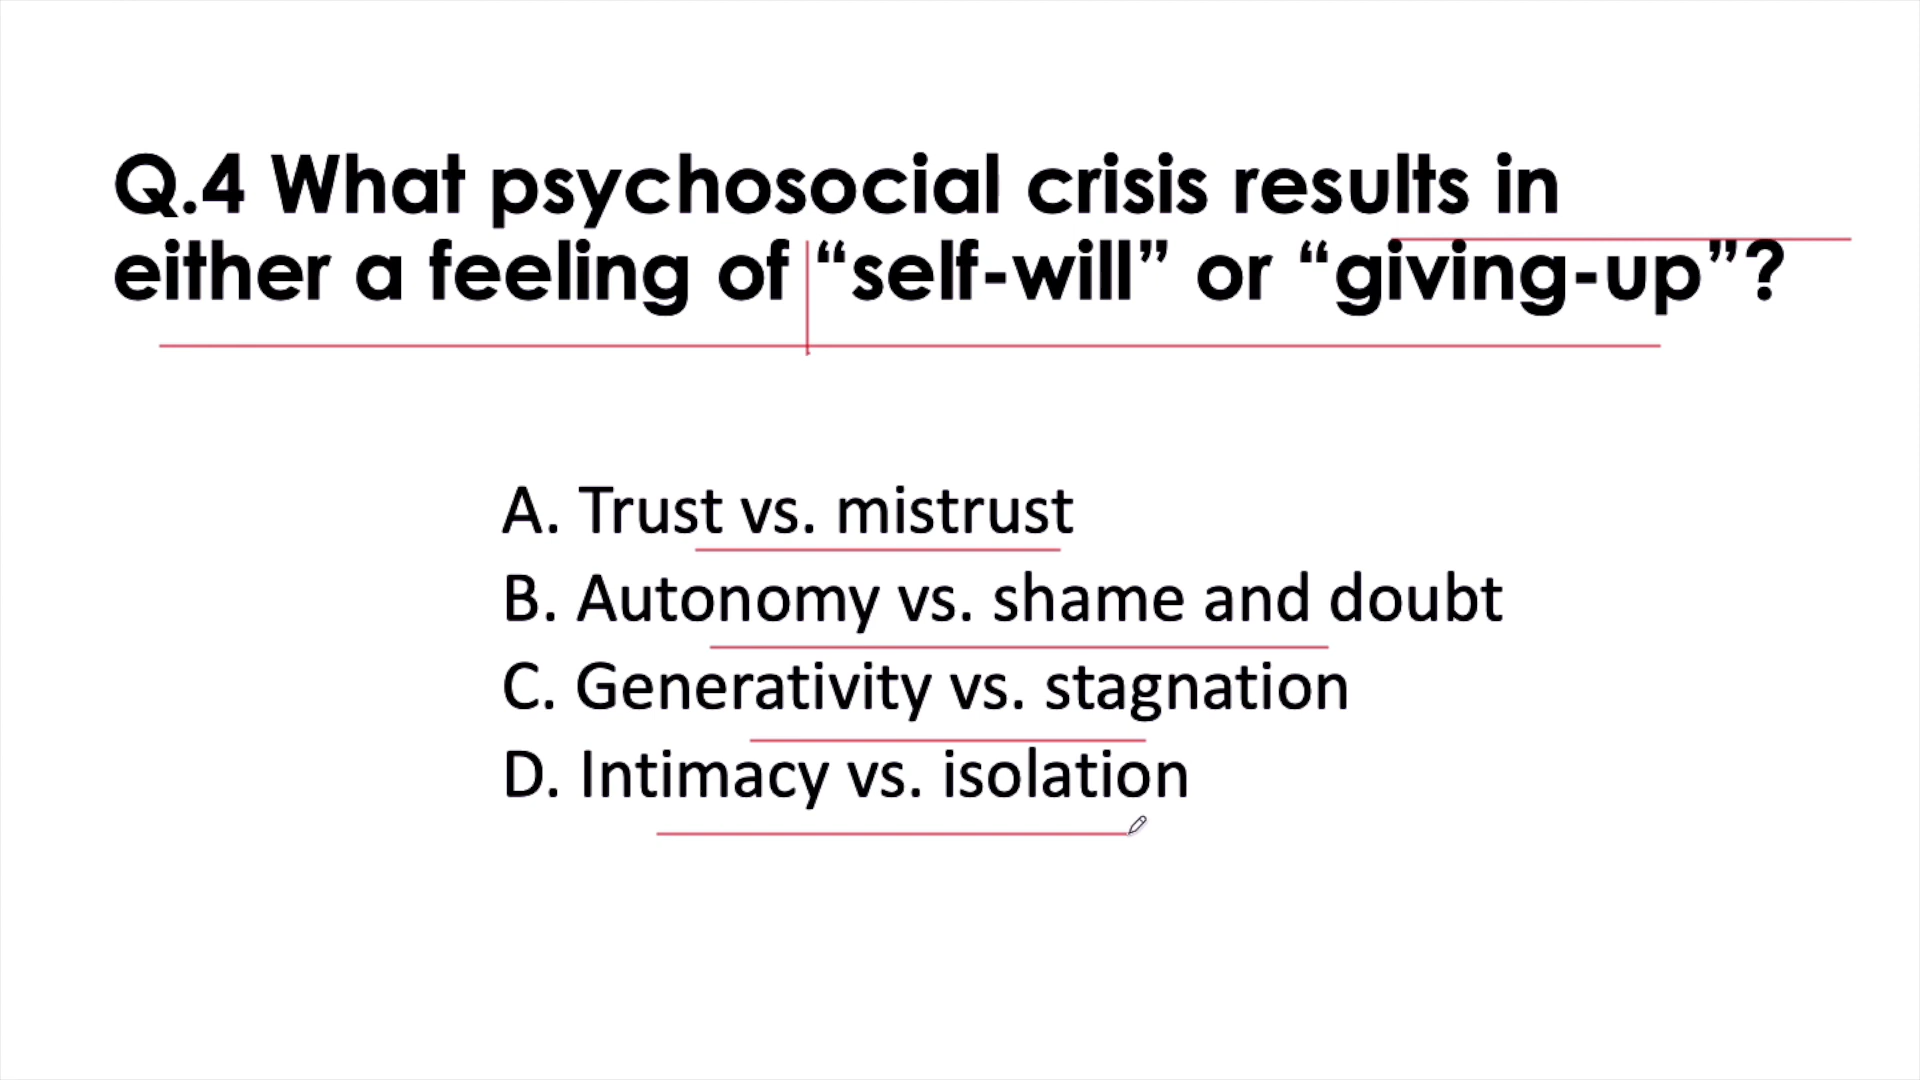 Q.4 What psychosocial crisis results in
either a feeling of “self-will” or “giving-up”?
A. Trust vs. mistrust
B. Autonomy vs. shame and doubt
C. Generativity vs. stagnation
D. Intimacy vs. isolation